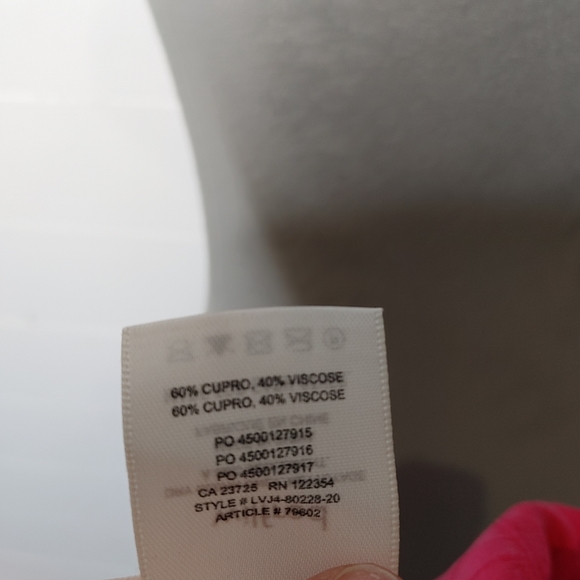 60% CUPRO, 40% VISCOSE
60% CUPRO, 40% VISCOSE
PO 4500127915
PO 4500127916
PO 4500127917
CA 23725 RN 122354
STYLE # LVJ4-80228-20
ARTICLE # 79602